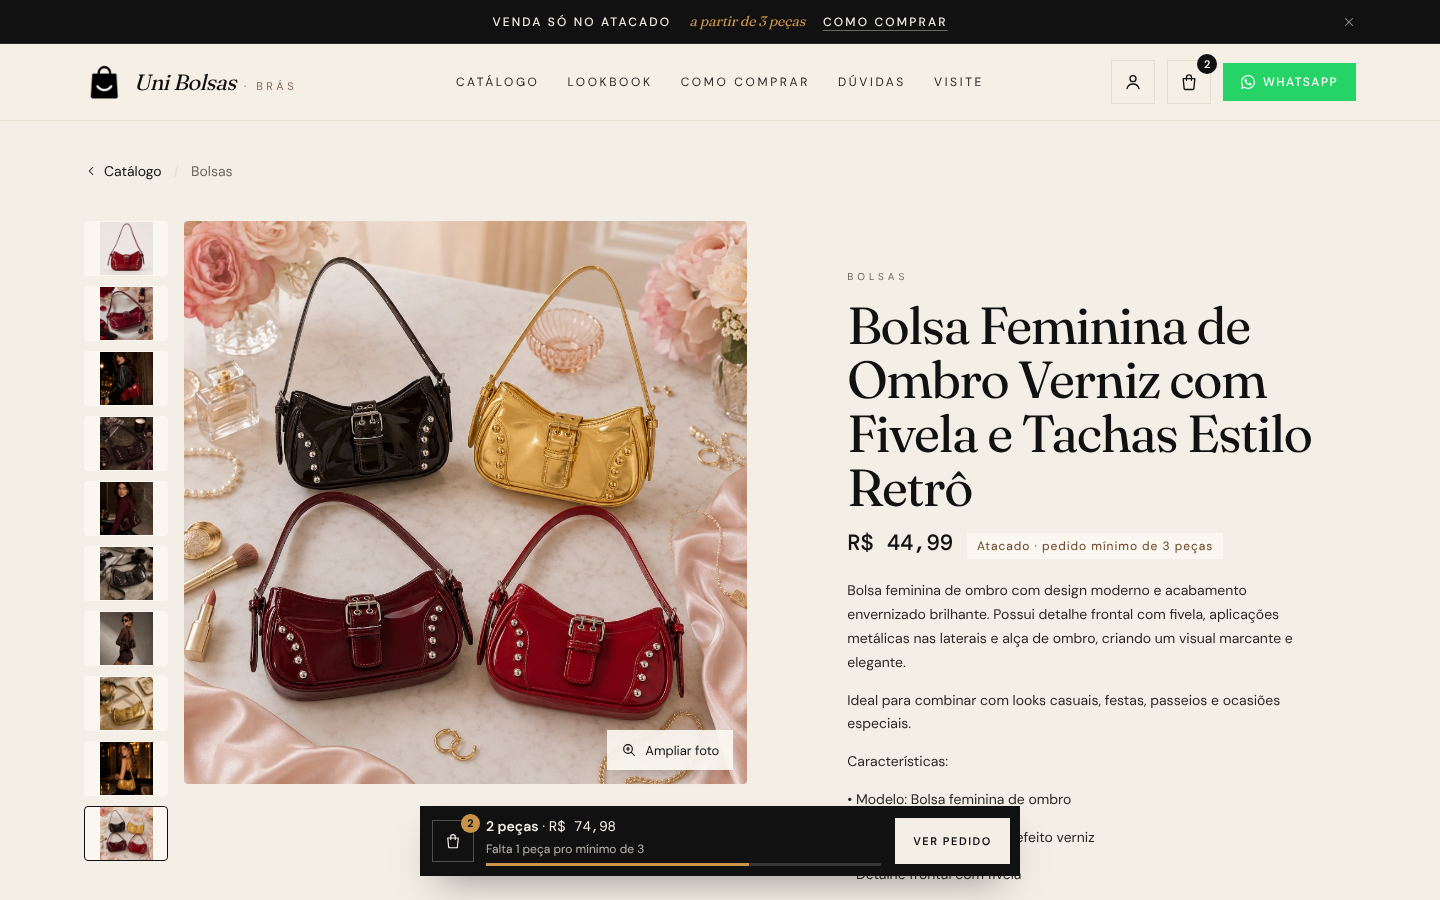 VENDA SÓ NO ATACADO a partir de 3 peças COMO COMPRAR
Uni Bolsas · BRÁS
CATÁLOGO LOOKBOOK COMO COMPRAR DÚVIDAS VISITE
2
WHATSAPP
Catálogo / Bolsas
BOLSAS
Bolsa Feminina de
Ombro Verniz com
Fivela e Tachas Estilo
Retrô
R$ 44,99 Atacado · pedido mínimo de 3 peças
Bolsa feminina de ombro com design moderno e acabamento
envernizado brilhante. Possui detalhe frontal com fivela, aplicações
metálicas nas laterais e alça de ombro, criando um visual marcante e
elegante.
Ideal para combinar com looks casuais, festas, passeios e ocasiões
especiais.
Características:
• Modelo: Bolsa feminina de ombro
efeito verniz
Detalhe frontal com fivela
Ampliar foto
2
2 peças · R$ 74,98
Falta 1 peça pro mínimo de 3
VER PEDIDO